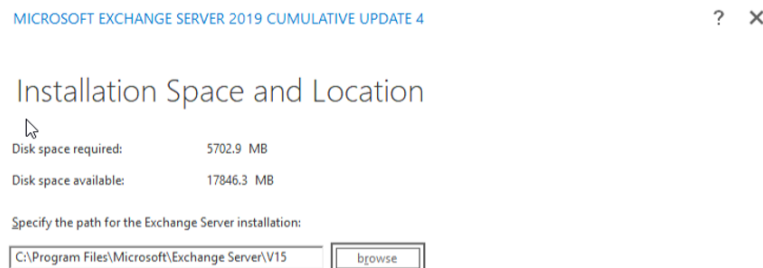 MICROSOFT EXCHANGE SERVER 2019 CUMULATIVE UPDATE 4 ? ✕
Installation Space and Location
Disk space required: 5702.9 MB
Disk space available: 17846.3 MB
Specify the path for the Exchange Server installation:
C:\Program Files\Microsoft\Exchange Server\V15 browse